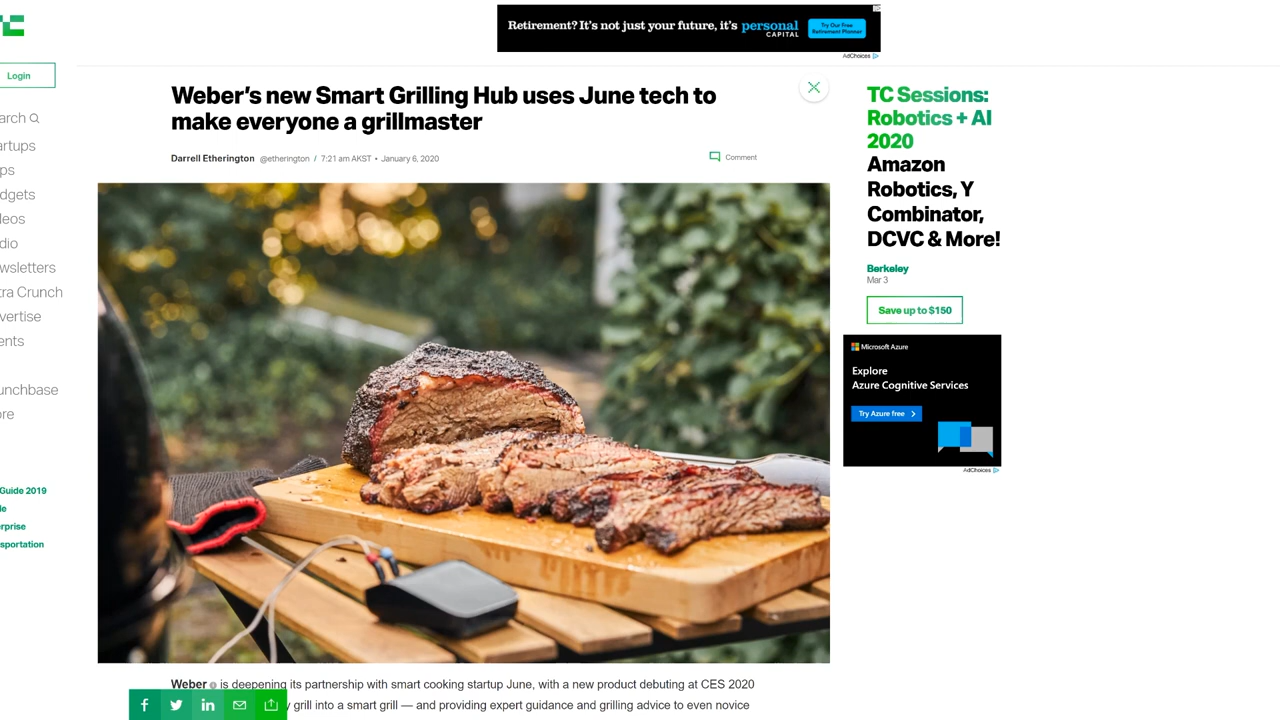 Retirement? It's not just your future, it's personal CAPITAL
Try Our Free
Retirement Planner
AdChoices
Login
arch
artups
ps
dgets
leos
dio
wsletters
tra Crunch
vertise
ents
unchbase
ore
Guide 2019
le
erprise
sportation
Weber's new Smart Grilling Hub uses June tech to
make everyone a grillmaster
Darrell Etherington @etherington / 7:21 am AKST • January 6, 2020
Comment
Weber is deepening its partnership with smart cooking startup June, with a new product debuting at CES 2020
y grill into a smart grill — and providing expert guidance and grilling advice to even novice
TC Sessions:
Robotics + AI
2020
Amazon
Robotics, Y
Combinator,
DCVC & More!
Berkeley
Mar 3
Save up to $150
Microsoft Azure
Explore
Azure Cognitive Services
Try Azure free
AdChoices